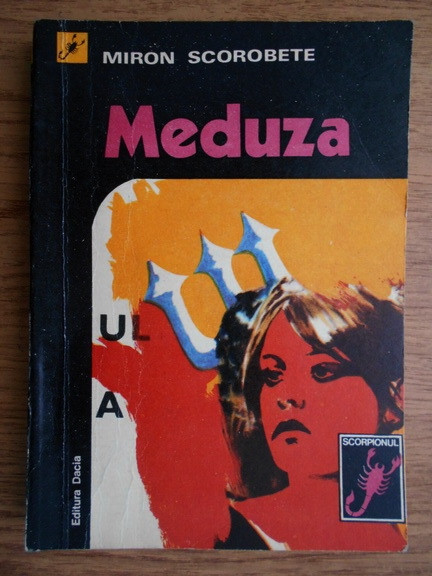 MIRON SCOROBETE
Meduza
UL
A
SCORPIONUL
Editura Dacia